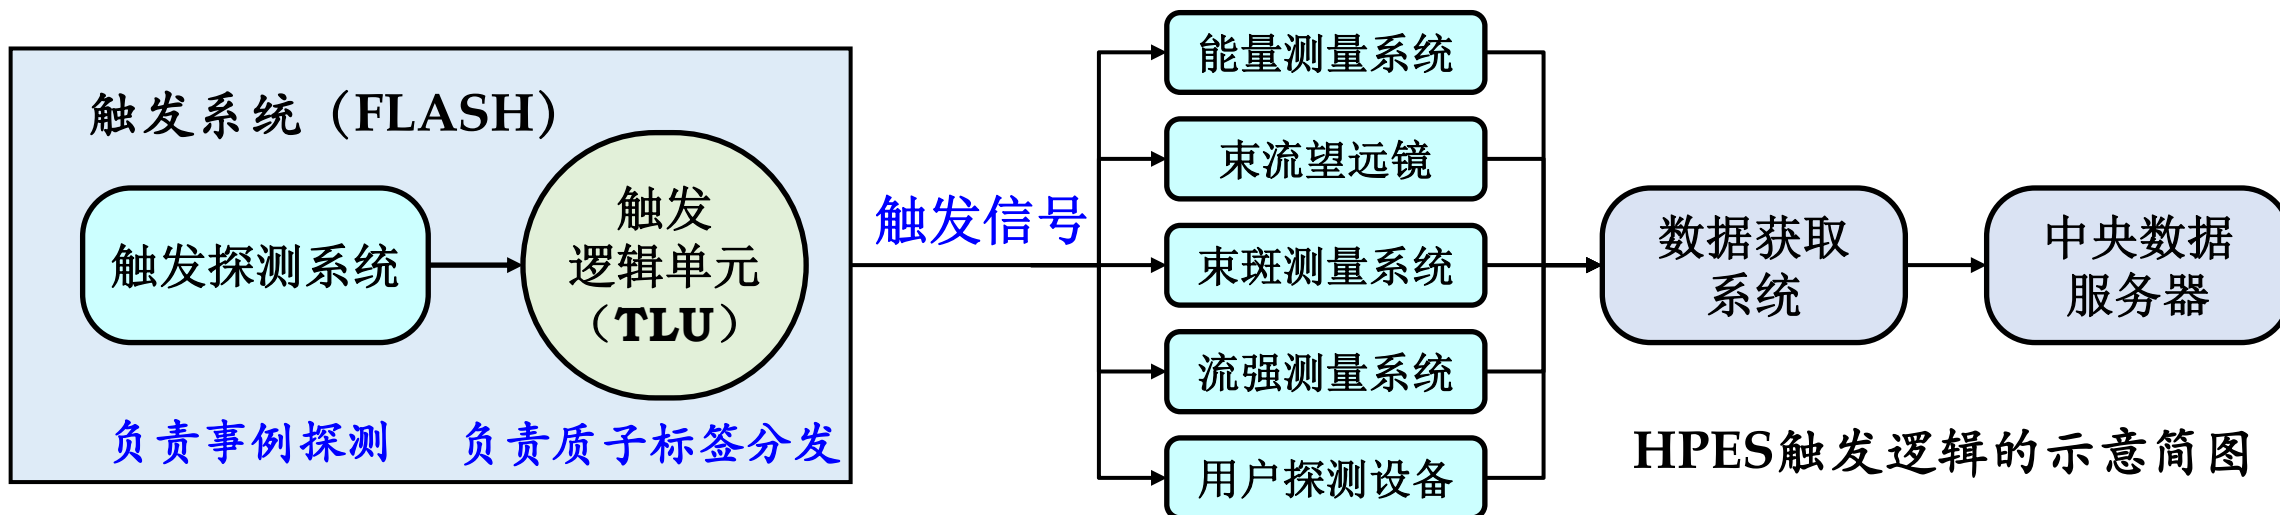 触发系统（FLASH）
触发探测系统
触发
逻辑单元
（TLU）
负责事例探测
负责质子标签分发
触发信号
能量测量系统
束流望远镜
束斑测量系统
流强测量系统
用户探测设备
数据获取
系统
中央数据
服务器
HPES触发逻辑的示意简图